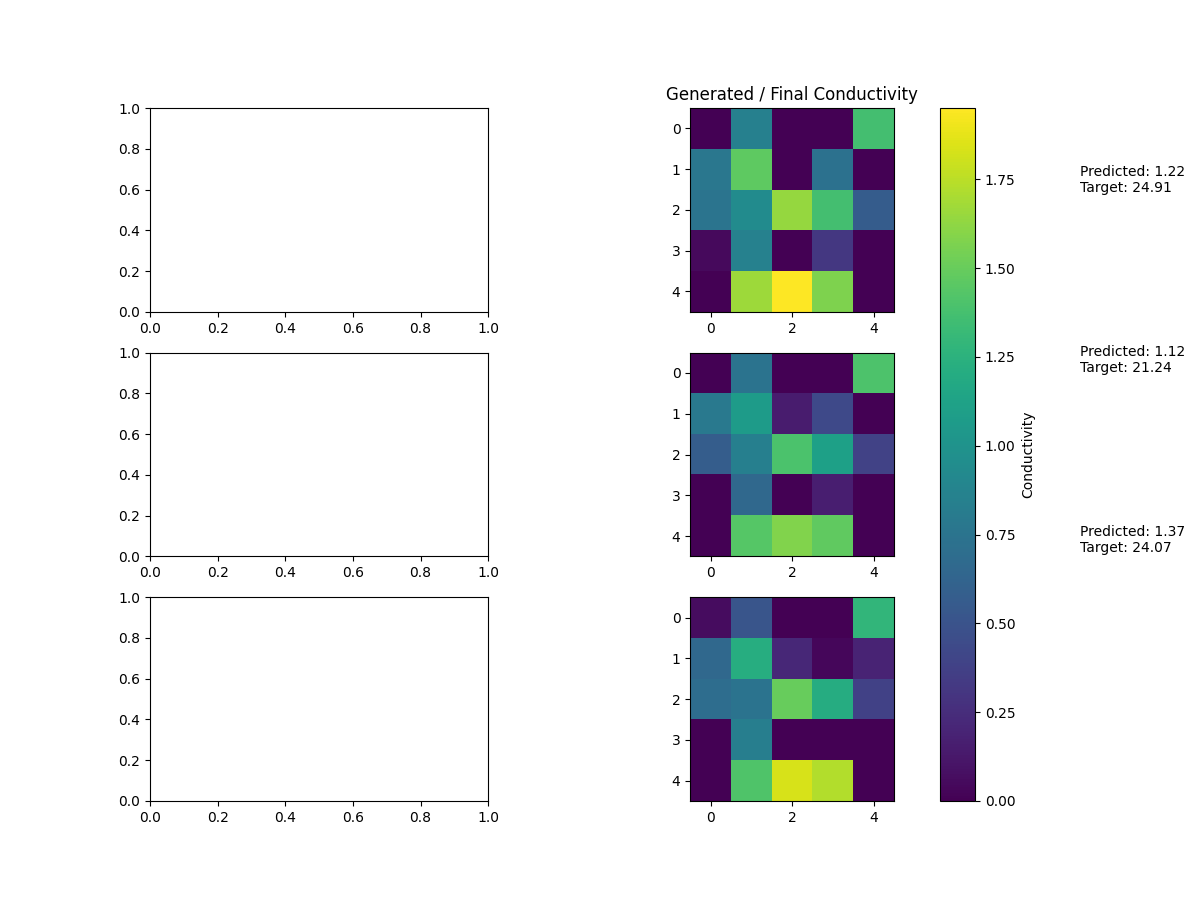 Generated / Final Conductivity
1.0
0.8
0.6
0.4
0.2
0.0
0.0 0.2 0.4 0.6 0.8 1.0
0
1
2
3
4
0 2 4
Predicted: 1.22
Target: 24.91
1.0
0.8
0.6
0.4
0.2
0.0
0.0 0.2 0.4 0.6 0.8 1.0
0
1
2
3
4
0 2 4
Predicted: 1.12
Target: 21.24
1.0
0.8
0.6
0.4
0.2
0.0
0.0 0.2 0.4 0.6 0.8 1.0
0
1
2
3
4
0 2 4
Predicted: 1.37
Target: 24.07
1.75
1.50
1.25
1.00
0.75
0.50
0.25
0.00
Conductivity